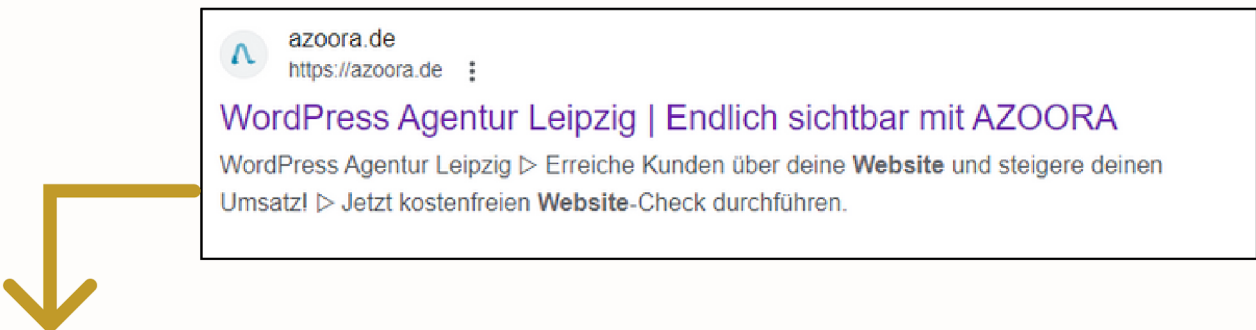 azoora.de
https://azoora.de
WordPress Agentur Leipzig | Endlich sichtbar mit AZOORA
WordPress Agentur Leipzig ▷ Erreiche Kunden über deine Website und steigere deinen
Umsatz! ▷ Jetzt kostenfreien Website-Check durchführen.